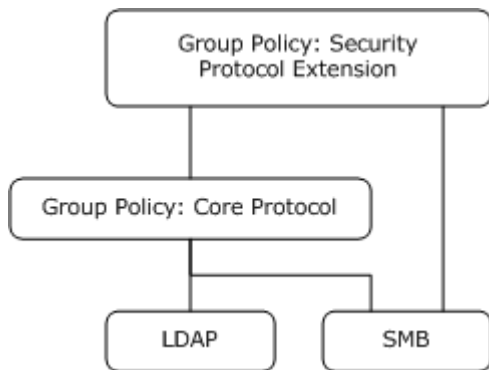 Group Policy: Security
Protocol Extension
Group Policy: Core Protocol
LDAP
SMB